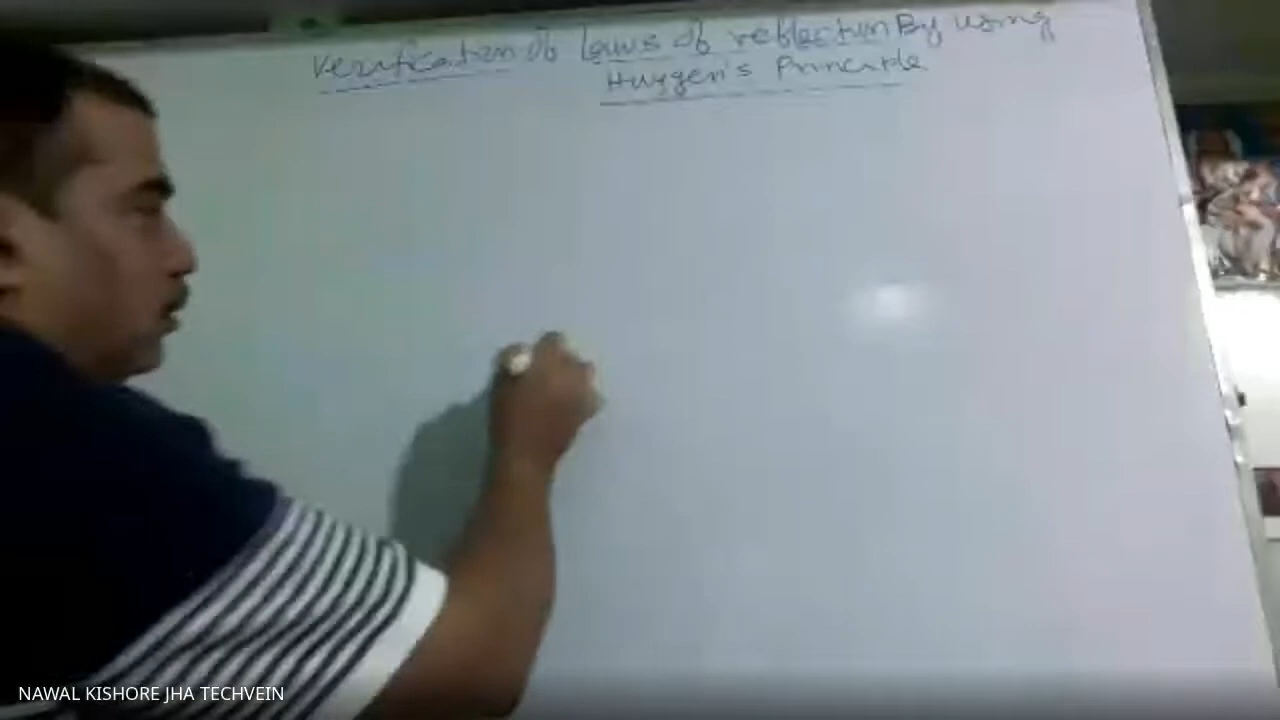 Verification of Laws of reflection By using
Huygen's Principle
NAWAL KISHORE JHA TECHVEIN